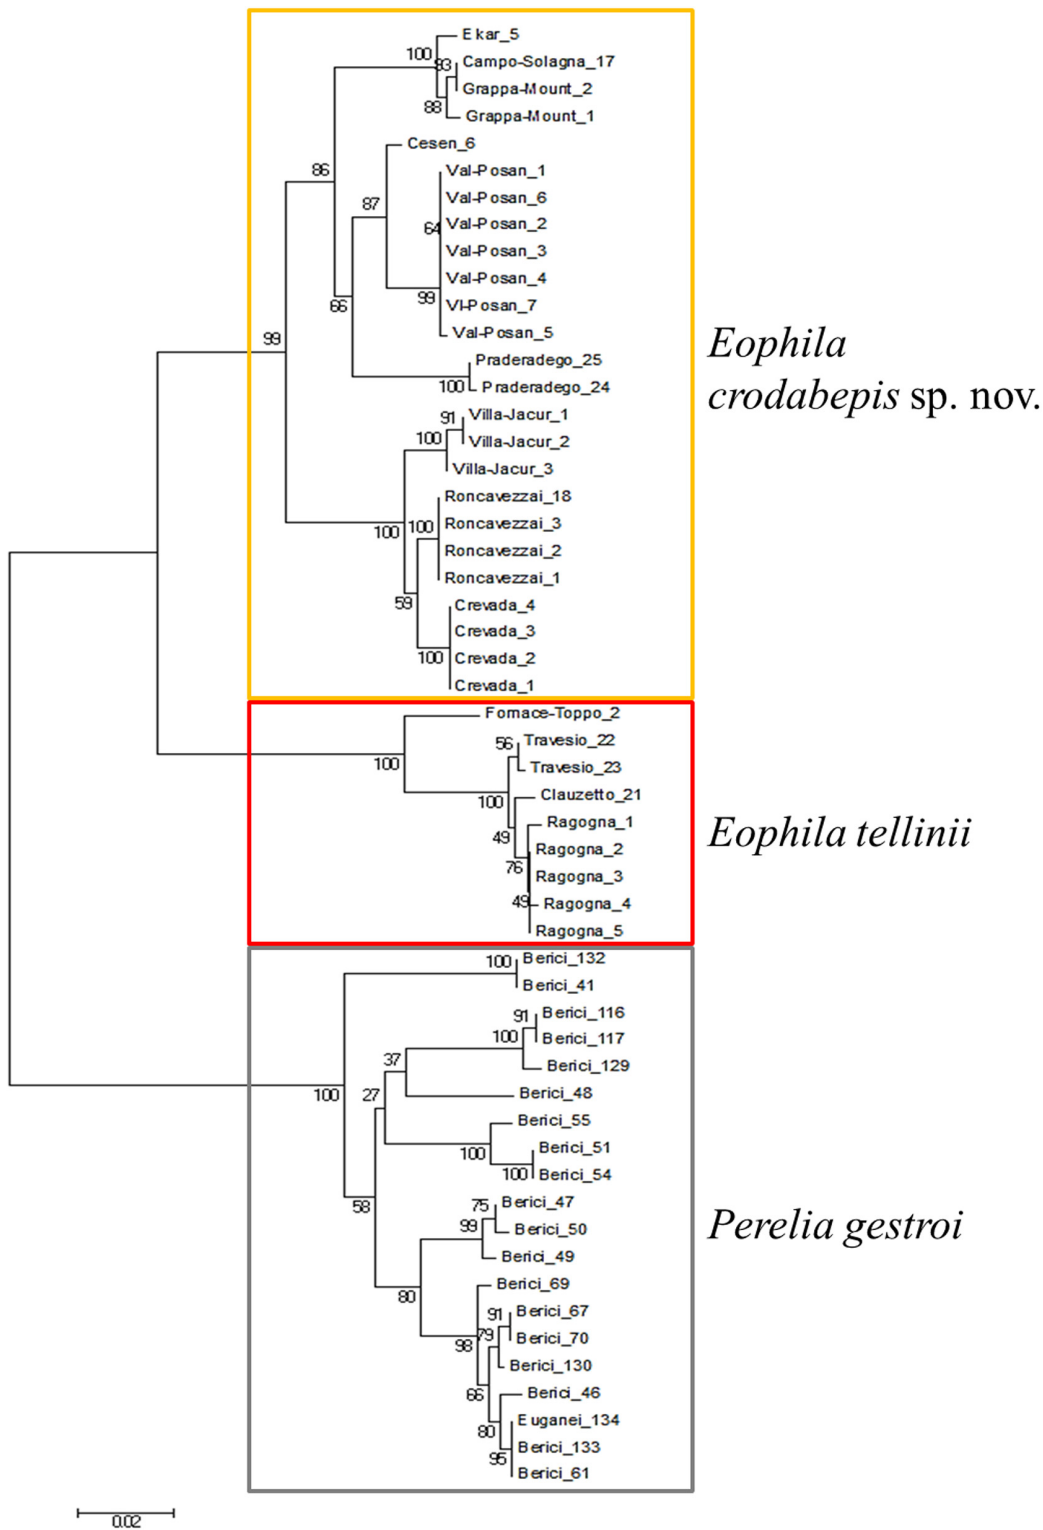 Ekar_5
100
93
Campo-Solagna_17
Grappa-Mount_2
88
Grappa-Mount_1
Cesen_6
86
Val-Posan_1
87
Val-Posan_6
64
Val-Posan_2
Val-Posan_3
Val-Posan_4
99
66
Vl-Posan_7
99
Val-Posan_5
Eophila
crodabepis sp. nov.
Praderadego_25
100
Praderadego_24
91
Villa-Jacur_1
100
Villa-Jacur_2
Villa-Jacur_3
Roncavezzai_18
100
100
Roncavezzai_3
Roncavezzai_2
Roncavezzai_1
59
Crevada_4
Crevada_3
100
Crevada_2
Crevada_1
Fornace-Toppo_2
56
Travesio_22
100
Travesio_23
100
Clauzetto_21
Ragogna_1
49
Eophila tellinii
Ragogna_2
76
Ragogna_3
49
Ragogna_4
Ragogna_5
100
Berici_132
Berici_41
91
Berici_116
100
Berici_117
37
Berici_129
100
27
Berici_48
Berici_55
100
Berici_51
100
Berici_54
58
75
Berici_47
99
Berici_50
Perelia gestroi
Berici_49
80
Berici_69
91
Berici_67
79
98
Berici_70
Berici_130
66
Berici_46
80
Euganei_134
95
Berici_133
Berici_61
0.02